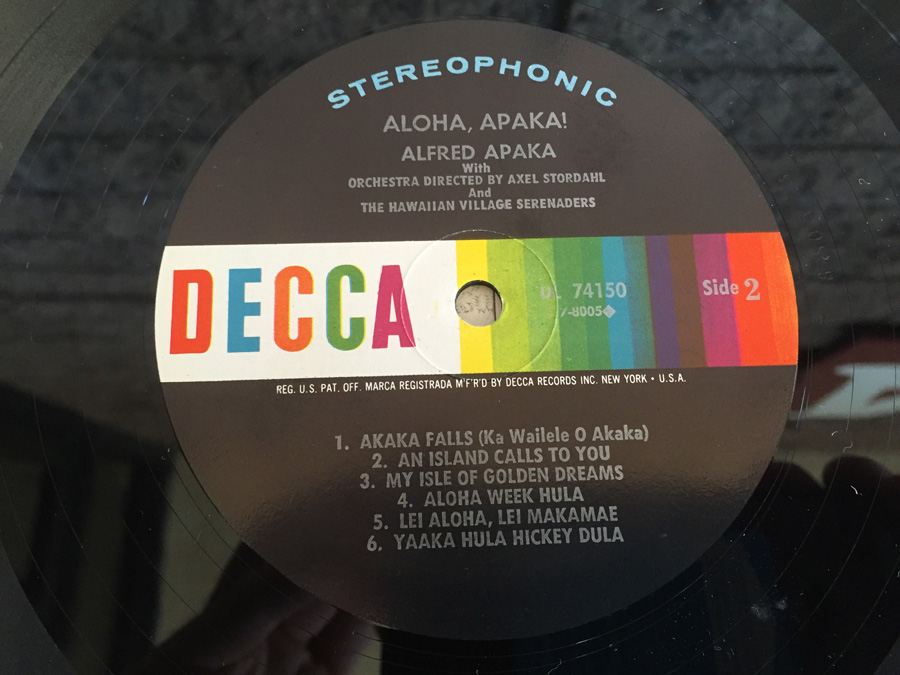 STEREOPHONIC
ALOHA, APAKA!
ALFRED APAKA
With
ORCHESTRA DIRECTED BY AXEL STORDAHL
And
THE HAWAIIAN VILLAGE SERENADERS
DECCA
74150
7-8005
Side 2
REG. U.S. PAT. OFF. MARCA REGISTRADA M'F'R'D BY DECCA RECORDS INC. NEW YORK • U.S.A.
1. AKAKA FALLS (Ka Wailele O Akaka)
2. AN ISLAND CALLS TO YOU
3. MY ISLE OF GOLDEN DREAMS
4. ALOHA WEEK HULA
5. LEI ALOHA, LEI MAKAMAE
6. YAAKA HULA HICKEY DULA